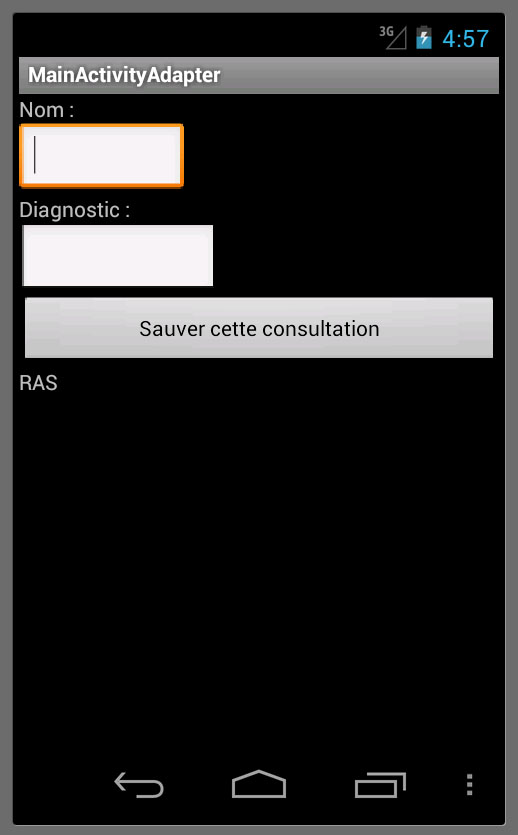 3G 4:57
MainActivityAdapter
Nom :
Diagnostic :
Sauver cette consultation
RAS